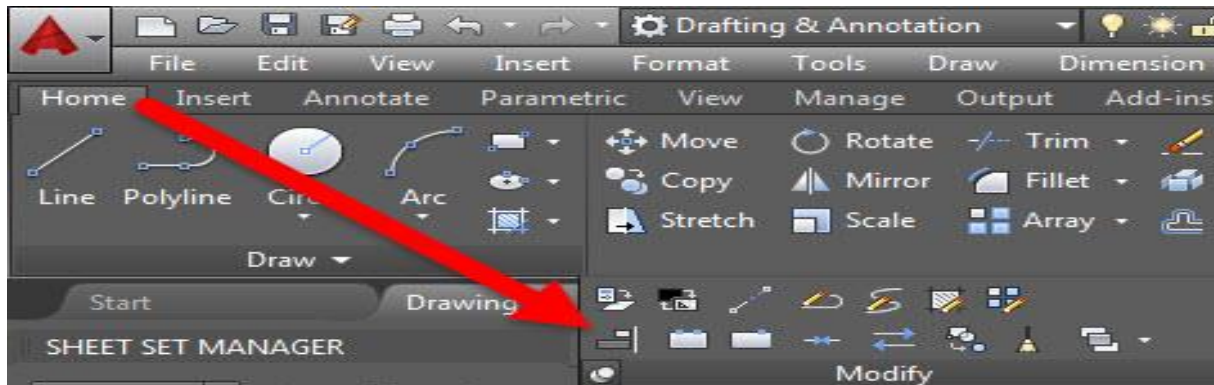 Drafting & Annotation
File Edit View Insert Format Tools Draw Dimension
Home Insert Annotate Parametric View Manage Output Add-ins
Move Rotate Trim
Copy Mirror Fillet
Line Polyline Arc
Stretch Scale Array
Draw
Start
SHEET SET MANAGER
Modify